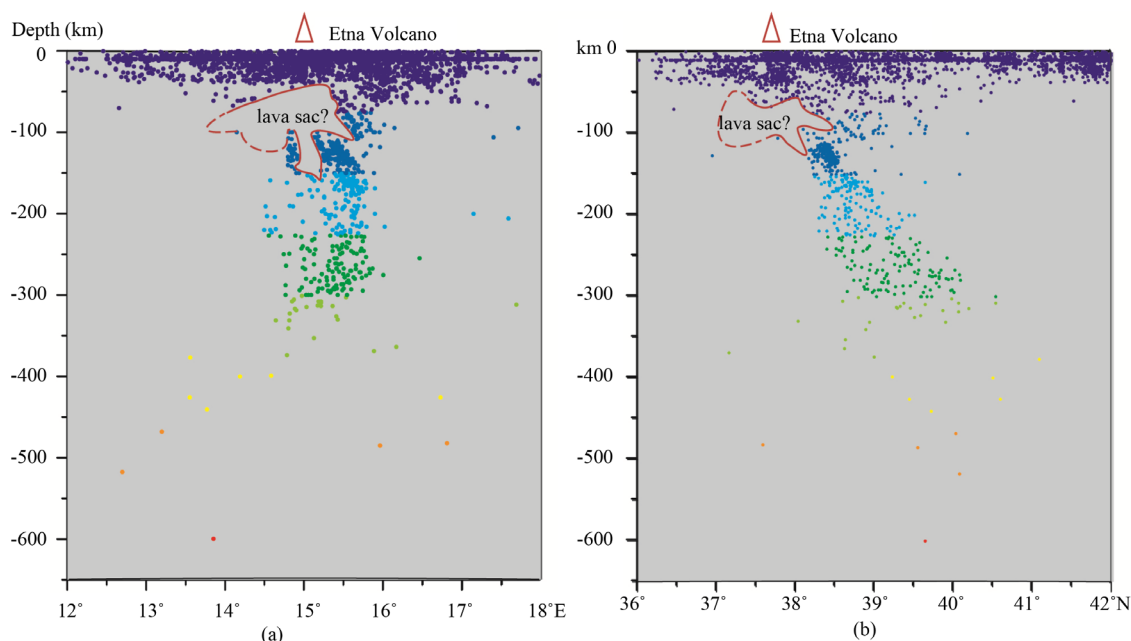 Depth (km)
Etna Volcano
0
-100
-200
-300
-400
-500
-600
lava sac?
12˚
13˚
14˚
15˚
16˚
17˚
18˚E
(a)
Etna Volcano
km 0
-100
-200
-300
-400
-500
-600
lava sac?
36˚
37˚
38˚
39˚
40˚
41˚
42˚N
(b)